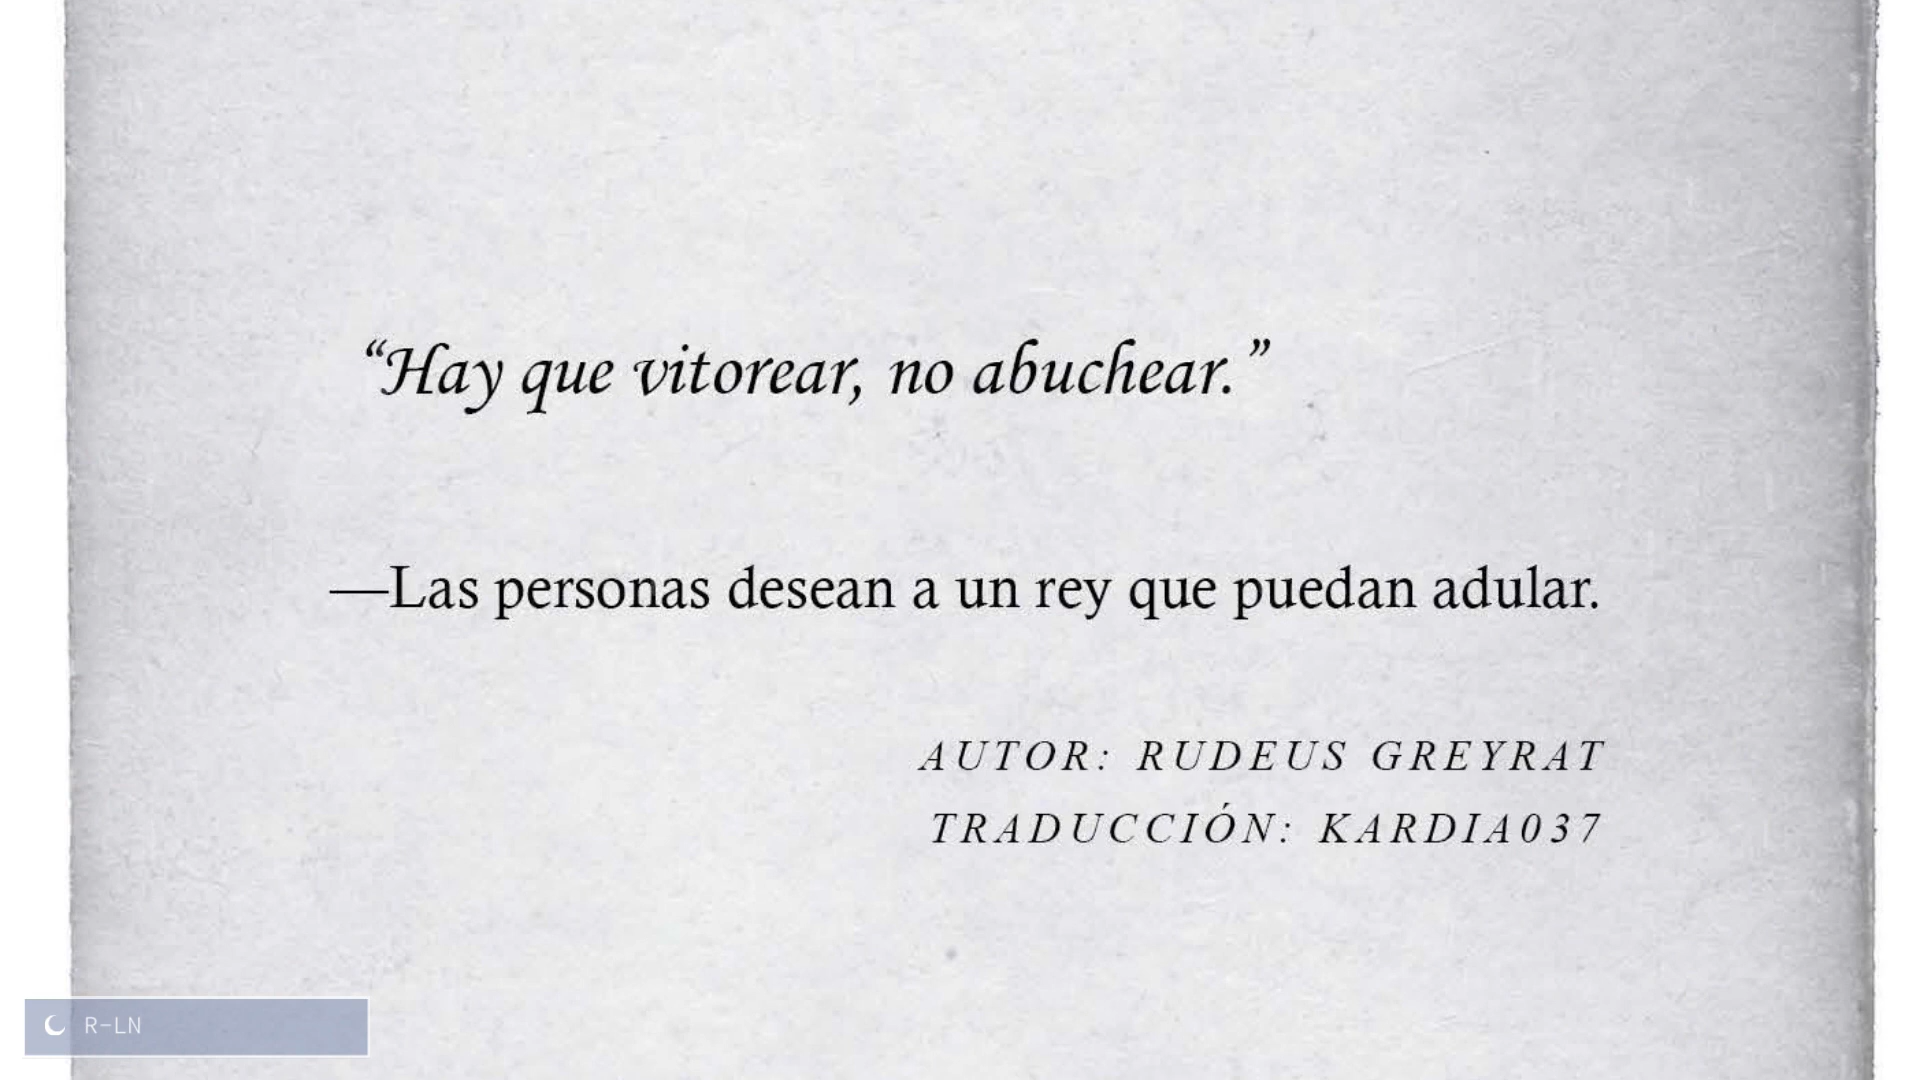 “Hay que vitorear, no abuchear.”
—Las personas desean a un rey que puedan adular.
AUTOR: RUDEUS GREYRAT
TRADUCCIÓN: KARDIA037
R-LN